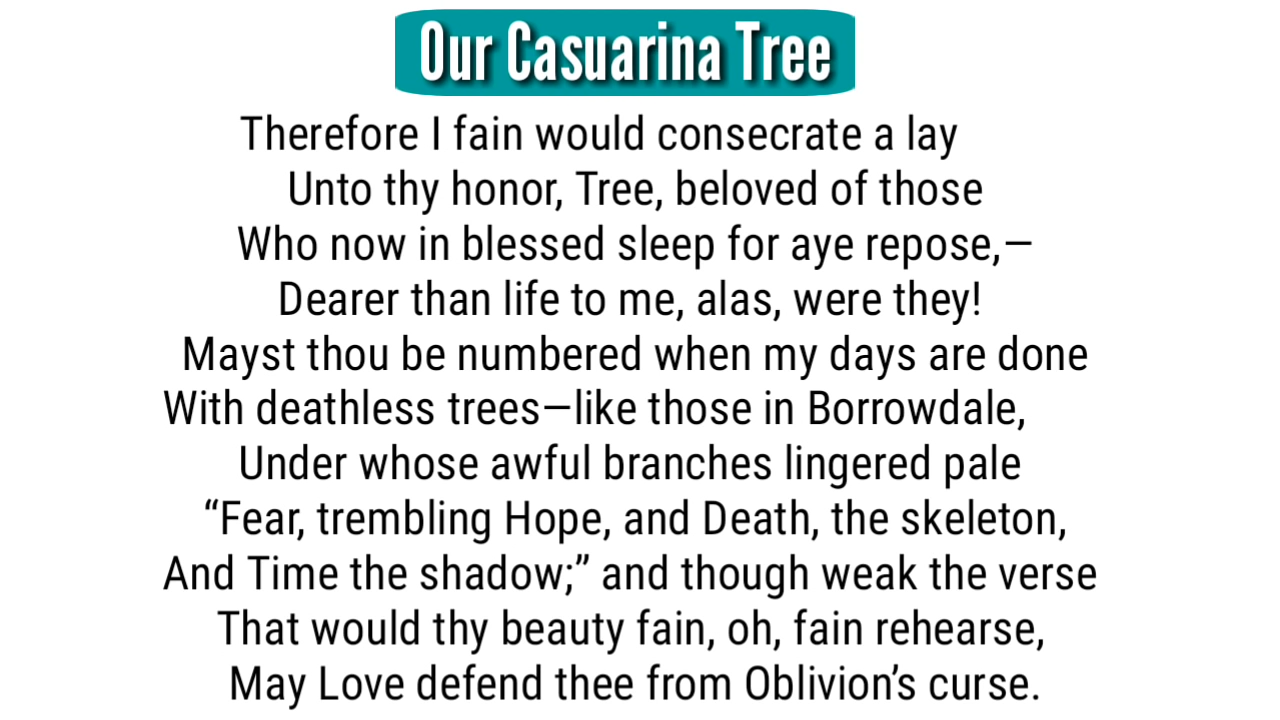 Our Casuarina Tree
Therefore I fain would consecrate a lay
Unto thy honor, Tree, beloved of those
Who now in blessed sleep for aye repose,—
Dearer than life to me, alas, were they!
Mayst thou be numbered when my days are done
With deathless trees—like those in Borrowdale,
Under whose awful branches lingered pale
“Fear, trembling Hope, and Death, the skeleton,
And Time the shadow;” and though weak the verse
That would thy beauty fain, oh, fain rehearse,
May Love defend thee from Oblivion’s curse.